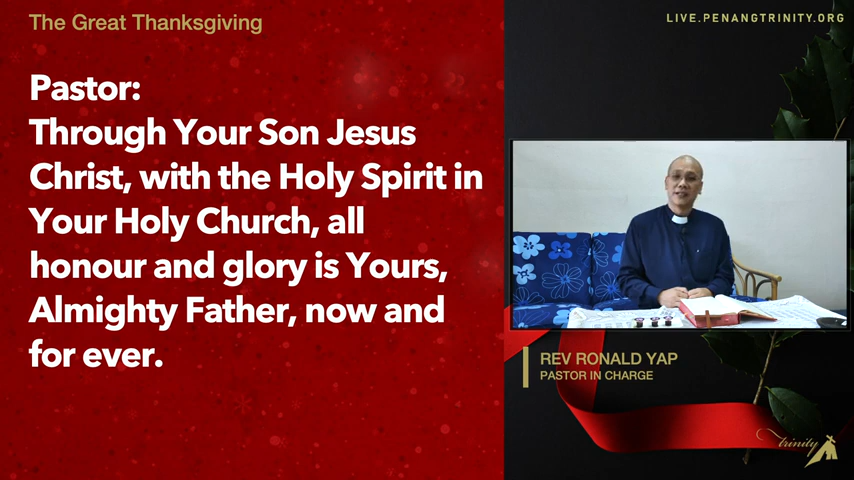 The Great Thanksgiving
LIVE.PENANGTRINITY.ORG
Pastor:
Through Your Son Jesus
Christ, with the Holy Spirit in
Your Holy Church, all
honour and glory is Yours,
Almighty Father, now and
for ever.
REV RONALD YAP
PASTOR IN CHARGE
trinity